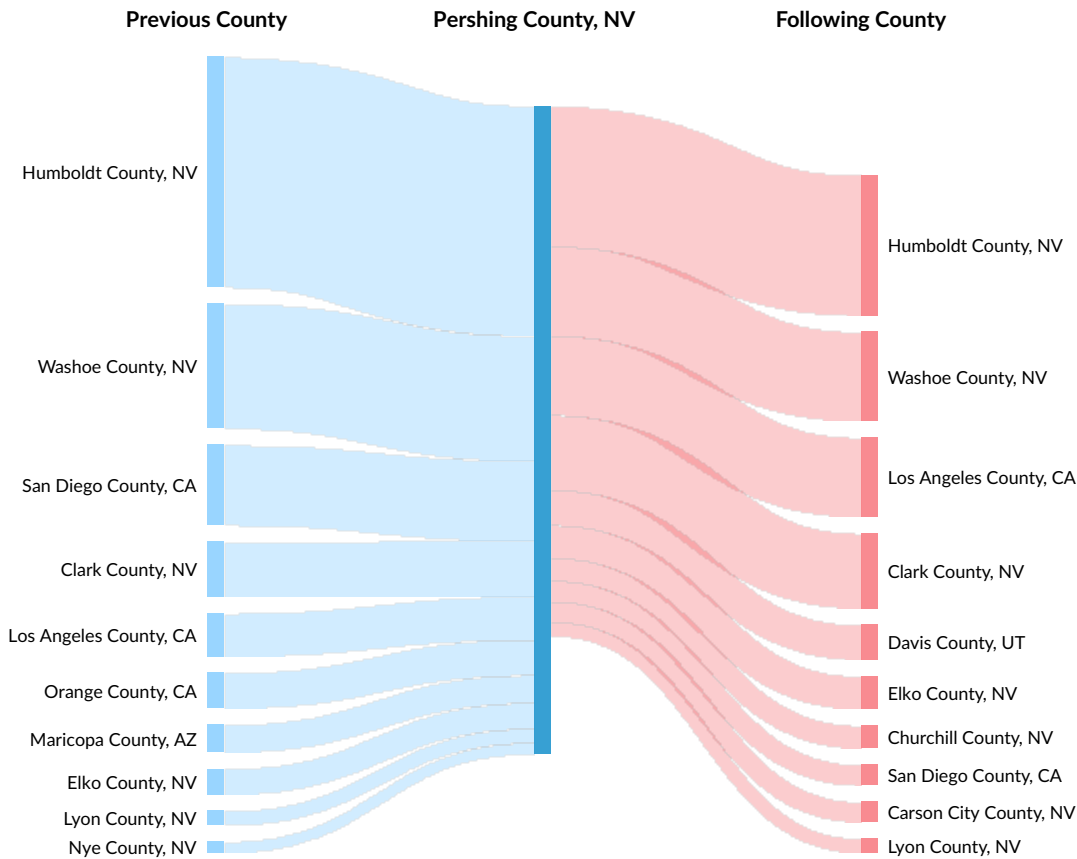 Previous County
Pershing County, NV
Following County
Humboldt County, NV
Washoe County, NV
San Diego County, CA
Clark County, NV
Los Angeles County, CA
Orange County, CA
Maricopa County, AZ
Elko County, NV
Lyon County, NV
Nye County, NV
Humboldt County, NV
Washoe County, NV
Los Angeles County, CA
Clark County, NV
Davis County, UT
Elko County, NV
Churchill County, NV
San Diego County, CA
Carson City County, NV
Lyon County, NV